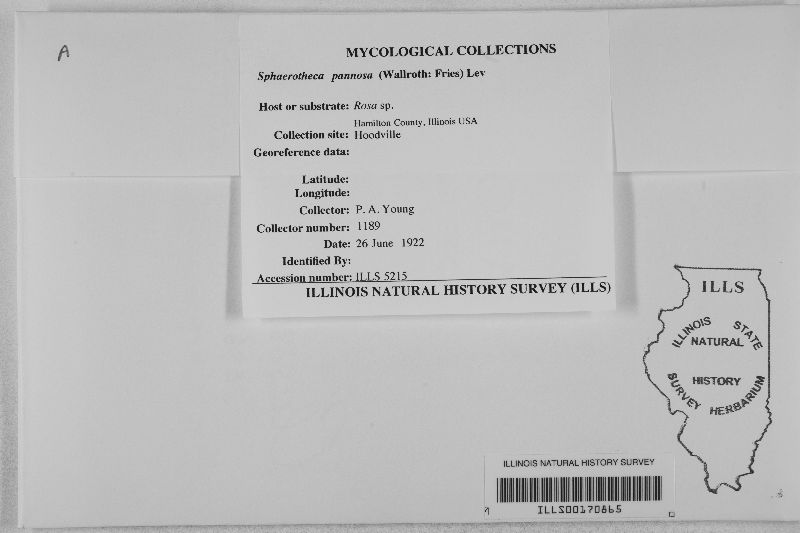 A
MYCOLOGICAL COLLECTIONS
Sphaerotheca pannosa (Wallroth: Fries) Lev
Host or substrate: Rosa sp.
Hamilton County, Illinois USA
Collection site: Hoodville
Georeference data:
Latitude:
Longitude:
Collector: P. A. Young
Collector number: 1189
Date: 26 June 1922
Identified By:
Accession number: ILLS 5215
ILLINOIS NATURAL HISTORY SURVEY (ILLS)
ILLS
ILLINOIS STATE
NATURAL
HISTORY
SURVEY HERBARIUM
ILLINOIS NATURAL HISTORY SURVEY
ILLS00170865